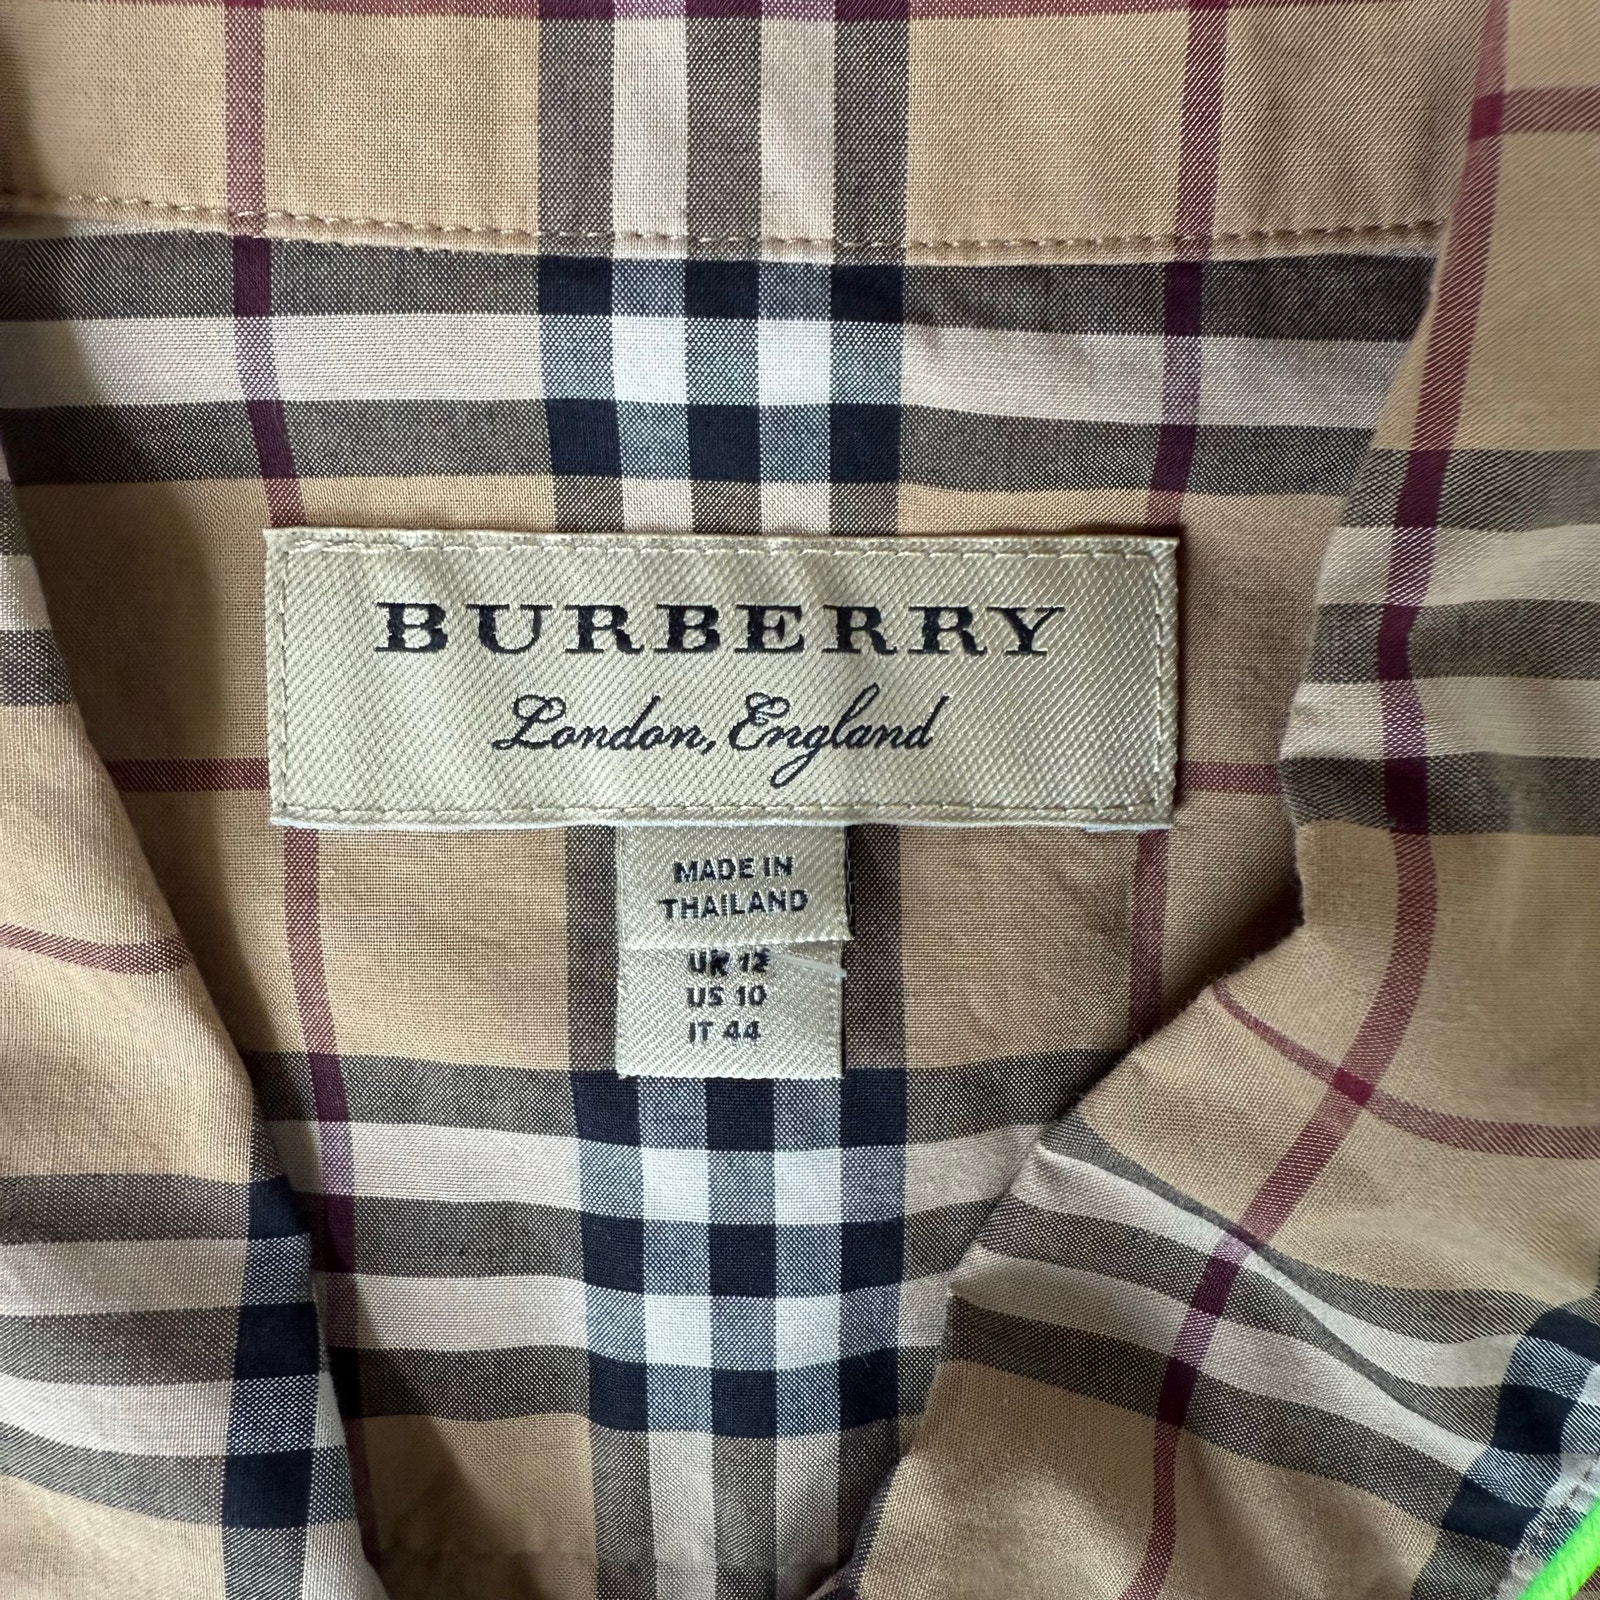 BURBERRY
London, England
MADE IN
THAILAND
UK 12
US 10
IT 44